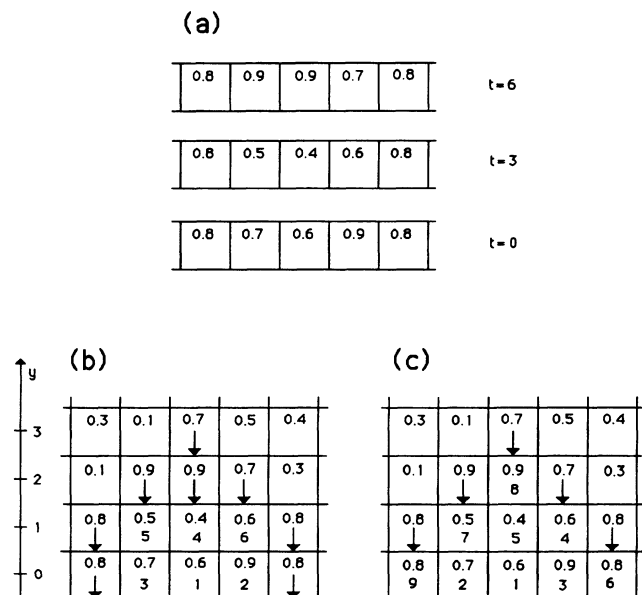 (a)
0.8 0.9 0.9 0.7 0.8 t=6
0.8 0.5 0.4 0.6 0.8 t=3
0.8 0.7 0.6 0.9 0.8 t=0
(b)
y
0.3 0.1 0.7 0.5 0.4
3
0.1 0.9 0.9 0.7 0.3
2
0.8 0.5 0.4 0.6 0.8
1
5 4 6
0.8 0.7 0.6 0.9 0.8
0
3 1 2
(c)
0.3 0.1 0.7 0.5 0.4
0.1 0.9 0.9 0.7 0.3
8
0.8 0.5 0.4 0.6 0.8
7 5 4
0.8 0.7 0.6 0.9 0.8
9 2 1 3 6